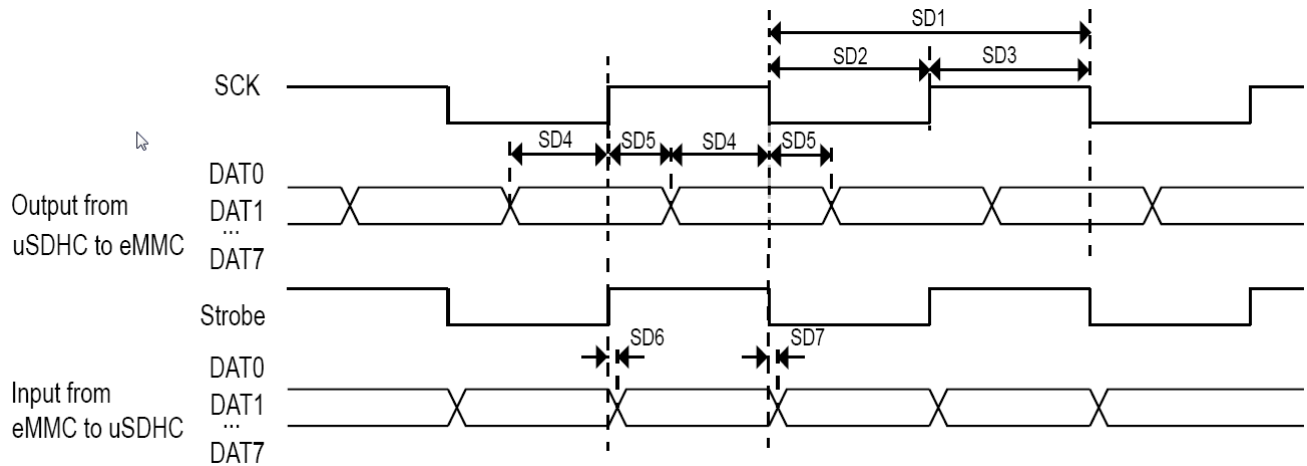 SD1
SD2 SD3
SCK
SD4 SD5 SD4 SD5
DAT0
Output from
uSDHC to eMMC
DAT1
...
DAT7
Strobe
SD6 SD7
DAT0
Input from
eMMC to uSDHC
DAT1
...
DAT7